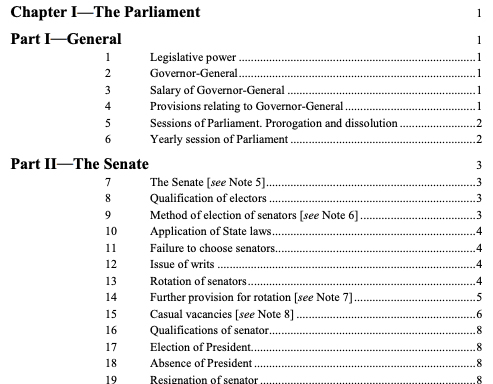 Chapter I—The Parliament 1
Part I—General 1
1 Legislative power ..... 1
2 Governor-General ..... 1
3 Salary of Governor-General ..... 1
4 Provisions relating to Governor-General ..... 1
5 Sessions of Parliament. Prorogation and dissolution ..... 2
6 Yearly session of Parliament ..... 2
Part II—The Senate 3
7 The Senate [see Note 5] ..... 3
8 Qualification of electors ..... 3
9 Method of election of senators [see Note 6] ..... 3
10 Application of State laws ..... 4
11 Failure to choose senators ..... 4
12 Issue of writs ..... 4
13 Rotation of senators ..... 4
14 Further provision for rotation [see Note 7] ..... 5
15 Casual vacancies [see Note 8] ..... 6
16 Qualifications of senator ..... 8
17 Election of President ..... 8
18 Absence of President ..... 8
19 Resignation of senator ..... 8